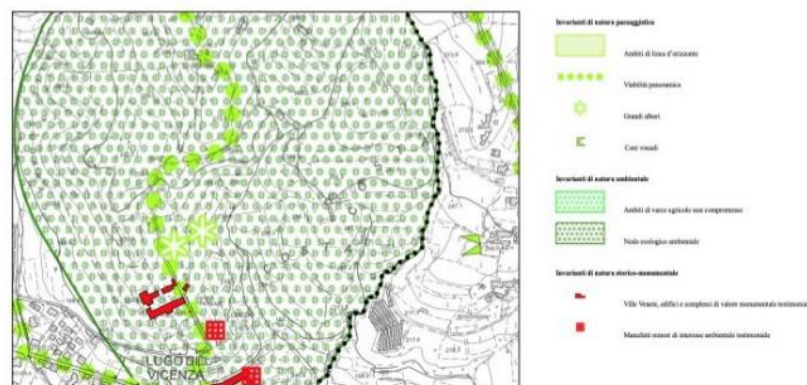 LUGO DI
VICENZA
Invarianti di natura paesaggistica
Ambiti di linea d'orizzonte
Viabilità panoramica
Grandi alberi
Coni visuali
Invarianti di natura ambientale
Ambiti di varco agricolo non compromesso
Nodo ecologico ambientale
Invarianti di natura storico-monumentale
Ville Venete, edifici e complessi di valore monumentale testimoniale
Manufatti minori di interesse ambientale testimoniale